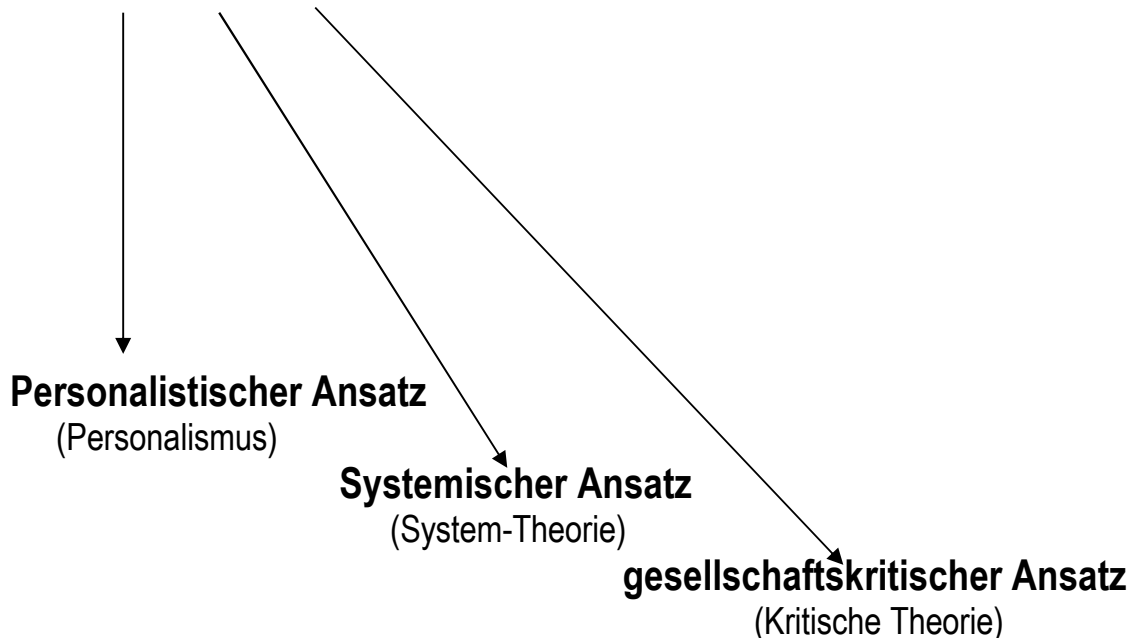 Personalistischer Ansatz
(Personalismus)
Systemischer Ansatz
(System-Theorie)
gesellschaftskritischer Ansatz
(Kritische Theorie)